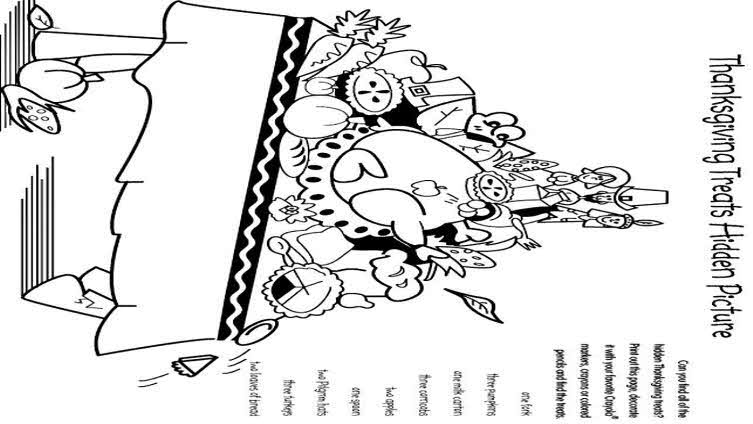 Thanksgiving Treats Hidden Picture
Can you find all of the
hidden Thanksgiving treats?
Print out this page, decorate
it with your favorite Crayola®
markers, crayons or colored
pencils and find the treats.
one fork
three pumpkins
one milk carton
three carrots
two apples
one spoon
two Pilgrim hats
three turkeys
two loaves of bread